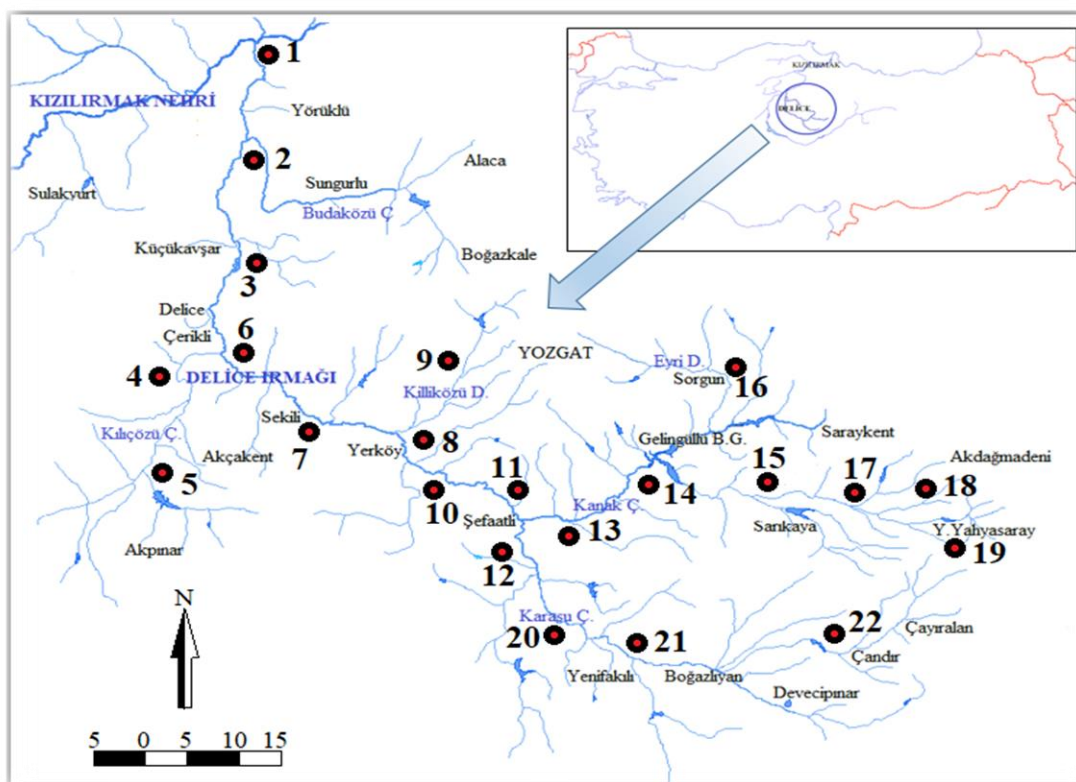 1
KIZILIRMAK
KIZILIRMAK NEHRİ
Yörüklü
DELİCE
2
Alaca
Sungurlu
Sulakyurt
Budaközü Ç
Küçükavşar
Boğazkale
3
Delice
6
Çerikli
9
YOZGAT
Eyri D.
4
DELİCE IRMAĞI
Sorgun
16
Killiközü D.
Sekili
Kılıçözü Ç.
7
Yerköy
8
Gelingüllü B.G.
Saraykent
Akçakent
5
11
15
17
Akdağmadeni
18
10
14
Şefaatli
Kanak Ç.
13
Sarıkaya
Y.Yahyasaray
Akpınar
12
19
N
Karasu Ç.
20
21
22
Çayıralan
Çandır
Yenifakılı
Boğazlıyan
Devecipınar
5 0 5 10 15